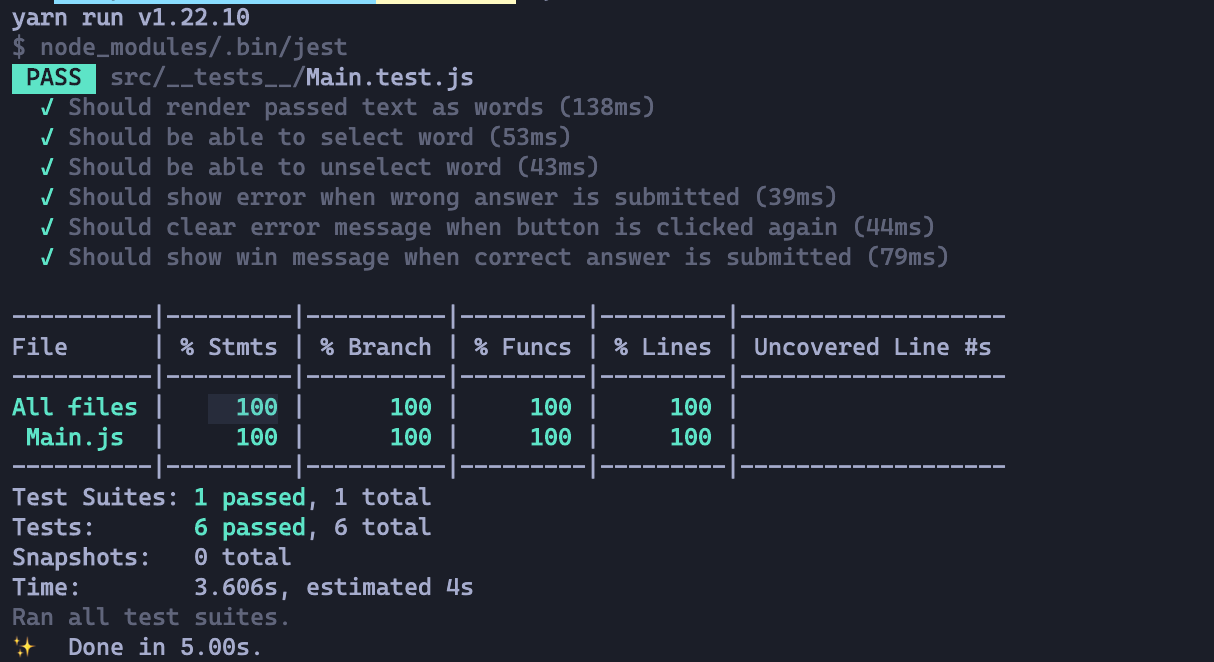 yarn run v1.22.10
$ node_modules/.bin/jest
PASS src/__tests__/Main.test.js
✓ Should render passed text as words (138ms)
✓ Should be able to select word (53ms)
✓ Should be able to unselect word (43ms)
✓ Should show error when wrong answer is submitted (39ms)
✓ Should clear error message when button is clicked again (44ms)
✓ Should show win message when correct answer is submitted (79ms)
----------|---------|----------|---------|---------|-------------------
File      | % Stmts | % Branch | % Funcs | % Lines | Uncovered Line #s
----------|---------|----------|---------|---------|-------------------
All files |     100 |      100 |     100 |     100 |
 Main.js  |     100 |      100 |     100 |     100 |
----------|---------|----------|---------|---------|-------------------
Test Suites: 1 passed, 1 total
Tests:       6 passed, 6 total
Snapshots:   0 total
Time:        3.606s, estimated 4s
Ran all test suites.
✨  Done in 5.00s.